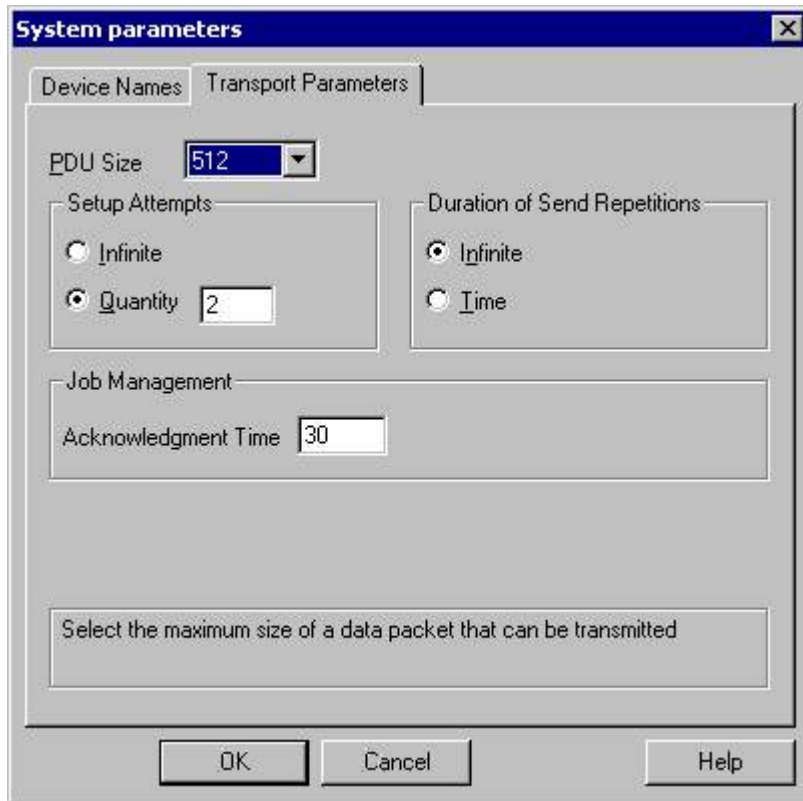 System parameters
Device Names
Transport Parameters
PDU Size
512
Setup Attempts
Infinite
Quantity 2
Duration of Send Repetitions
Infinite
Time
Job Management
Acknowledgment Time 30
Select the maximum size of a data packet that can be transmitted
OK
Cancel
Help